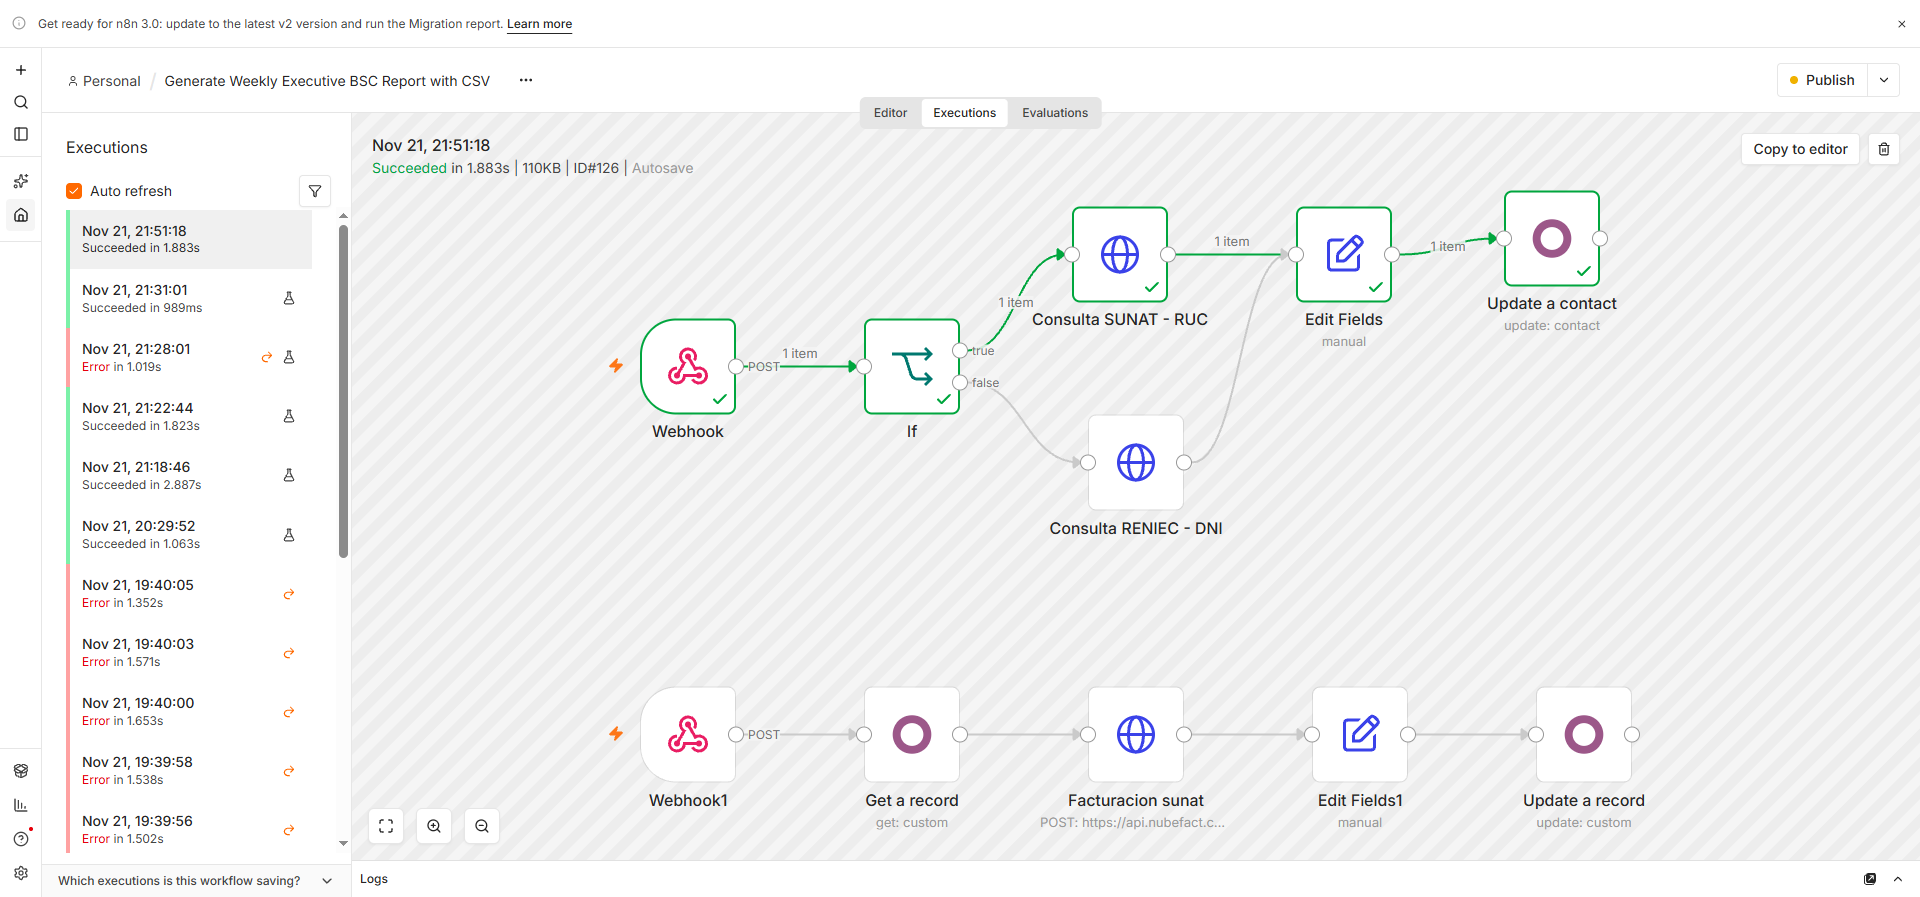 Get ready for n8n 3.0: update to the latest v2 version and run the Migration report. Learn more
Personal / Generate Weekly Executive BSC Report with CSV
Publish
Editor
Executions
Evaluations
Executions
Auto refresh
Nov 21, 21:51:18
Succeeded in 1.883s
Nov 21, 21:31:01
Succeeded in 989ms
Nov 21, 21:28:01
Error in 1.019s
Nov 21, 21:22:44
Succeeded in 1.823s
Nov 21, 21:18:46
Succeeded in 2.887s
Nov 21, 20:29:52
Succeeded in 1.063s
Nov 21, 19:40:05
Error in 1.352s
Nov 21, 19:40:03
Error in 1.571s
Nov 21, 19:40:00
Error in 1.653s
Nov 21, 19:39:58
Error in 1.538s
Nov 21, 19:39:56
Error in 1.502s
Which executions is this workflow saving?
Nov 21, 21:51:18
Succeeded in 1.883s | 110KB | ID#126 | Autosave
Copy to editor
POST
1 item
Webhook
true
false
If
1 item
Consulta SUNAT - RUC
1 item
Edit Fields
manual
1 item
Update a contact
update: contact
Consulta RENIEC - DNI
POST
Webhook1
Get a record
get: custom
Facturacion sunat
POST: https://api.nubefact.c...
Edit Fields1
manual
Update a record
update: custom
Logs